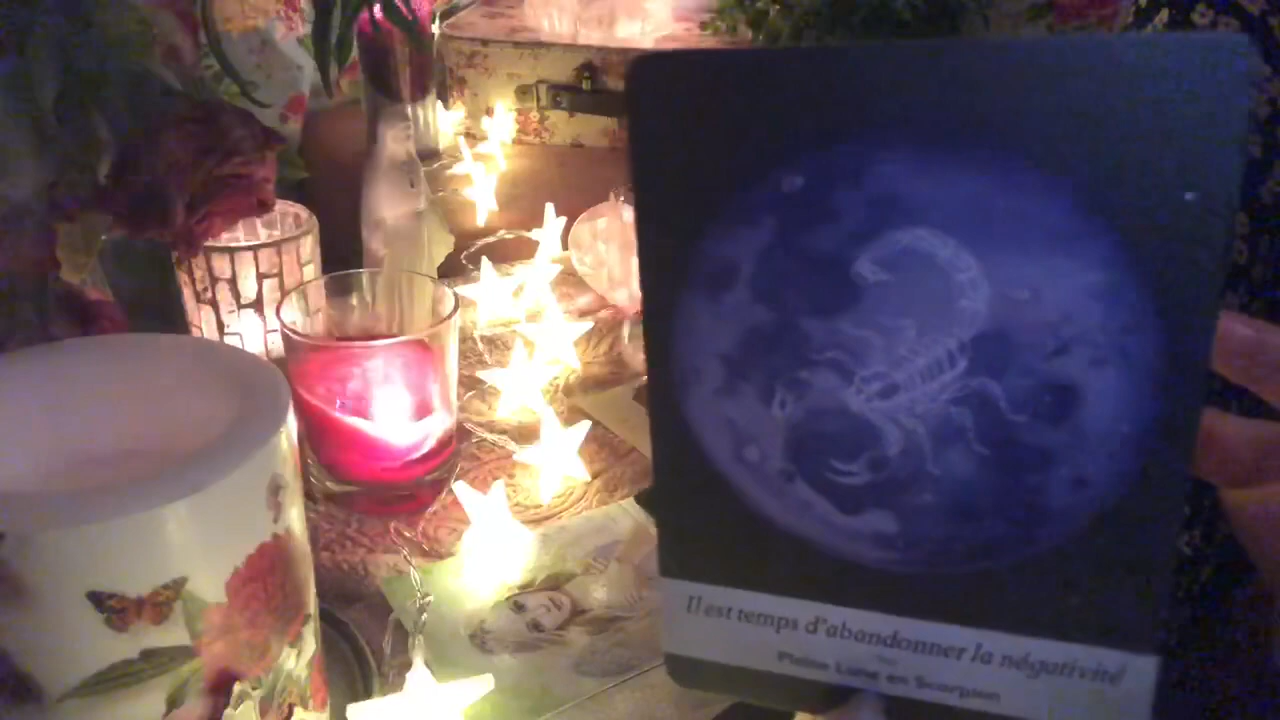 Il est temps d'abandonner la négativité
Pleine Lune en Scorpion